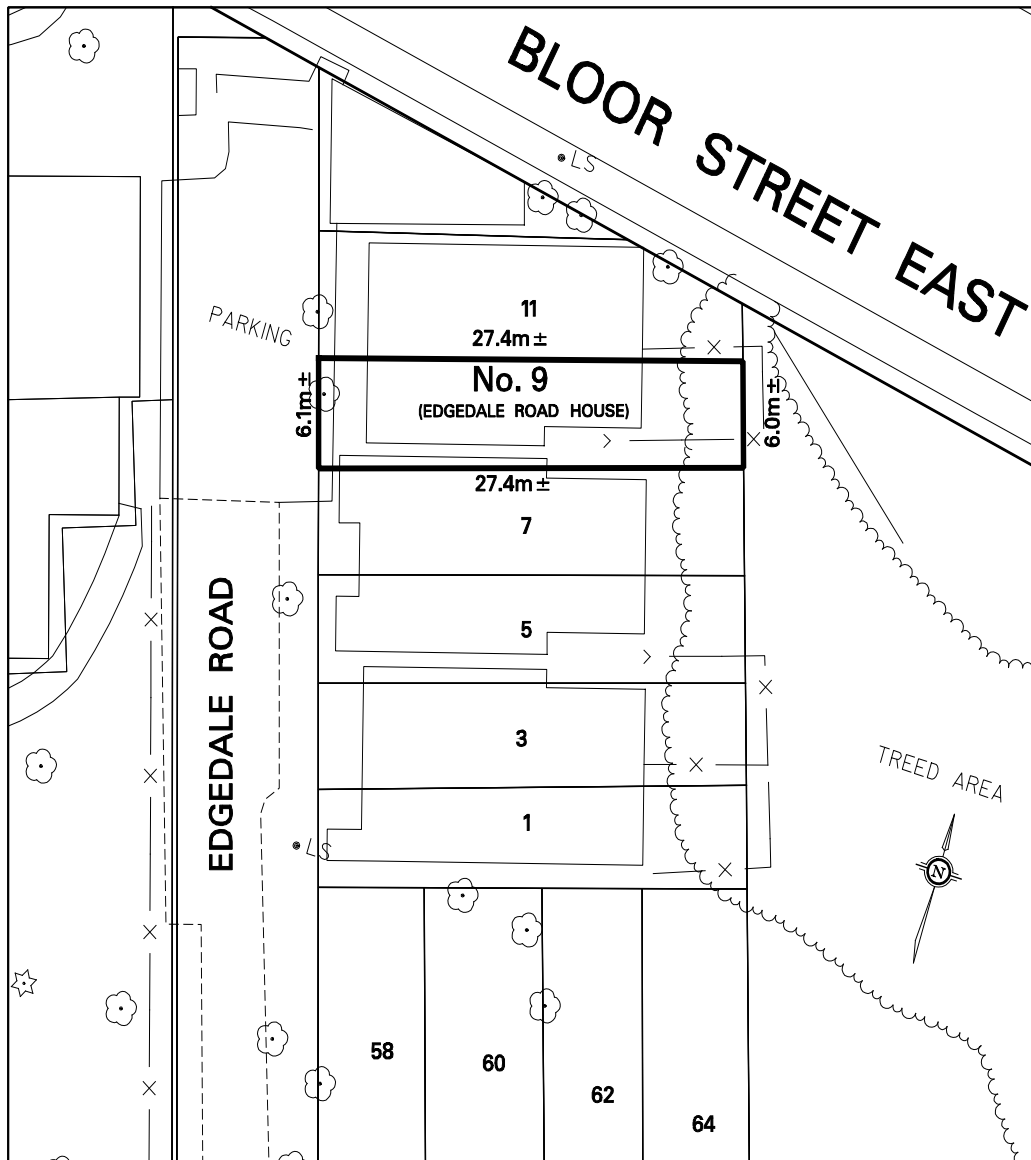 BLOOR STREET EAST
LS
PARKING
11
27.4m ±
No. 9
(EDGEDALE ROAD HOUSE)
6.1m ±
6.0m ±
27.4m ±
7
EDGEDALE ROAD
5
3
TREED AREA
1
LS
N
58
60
62
64